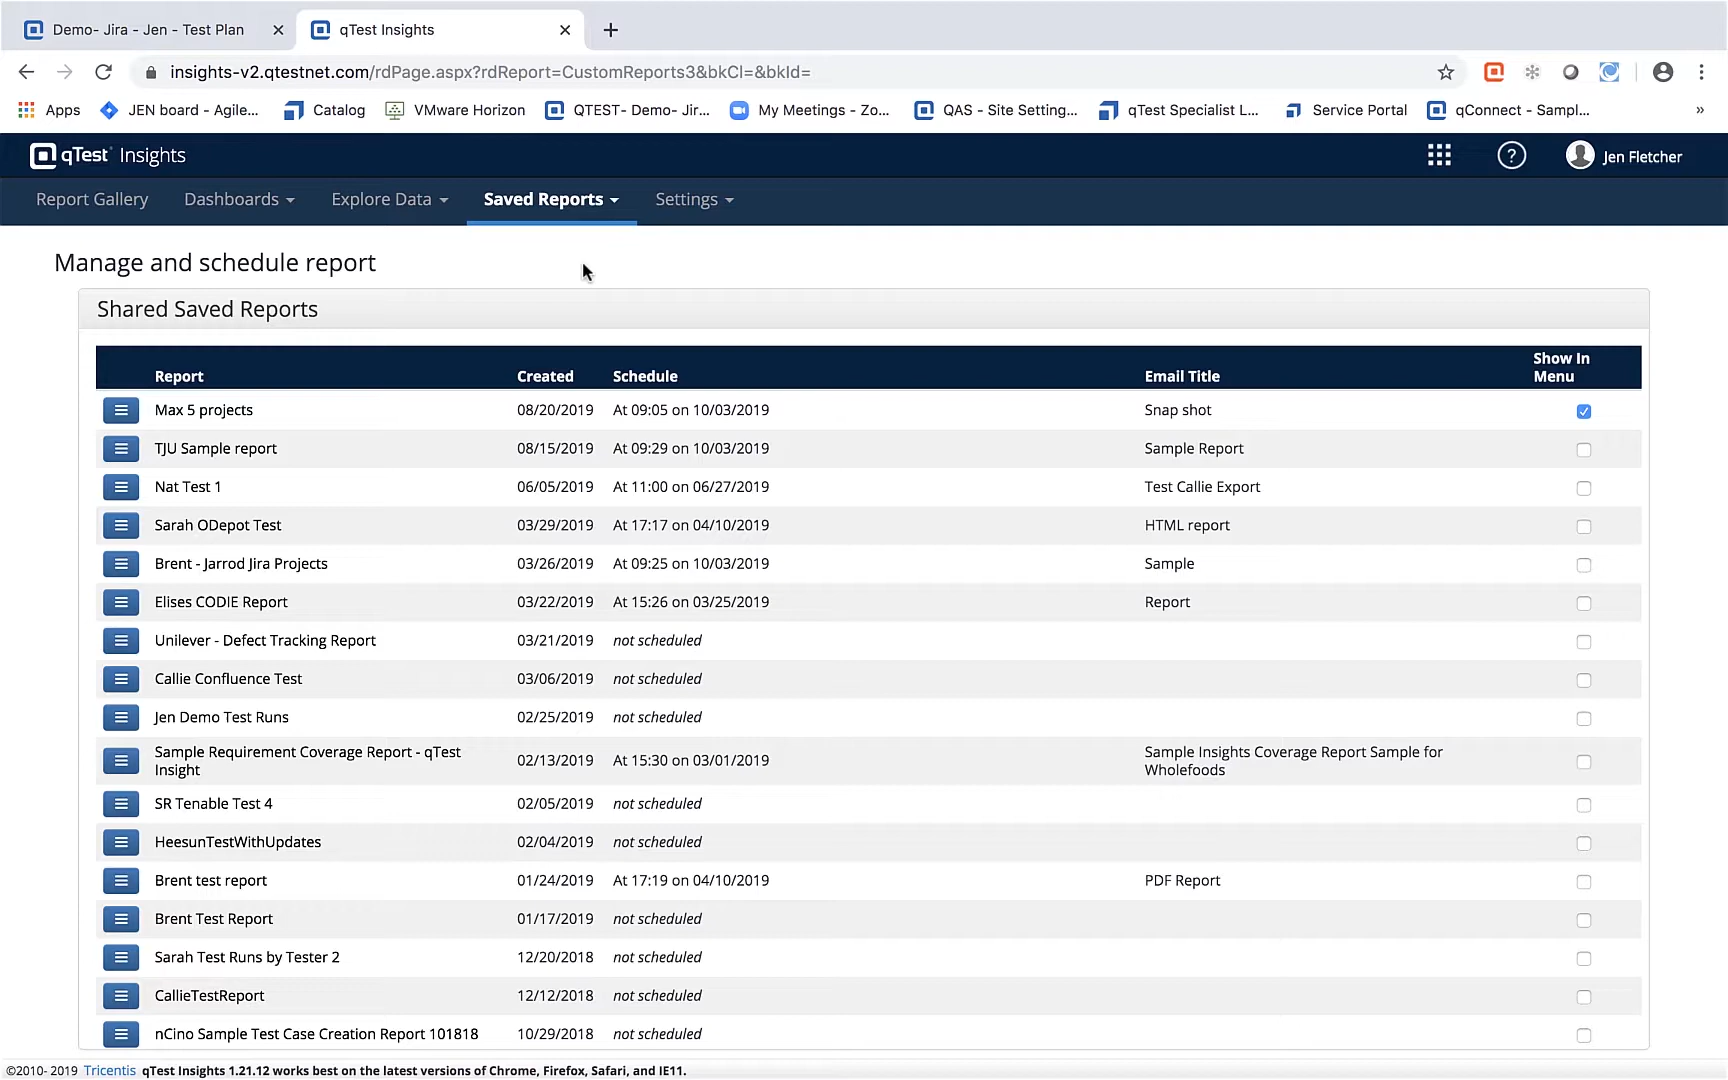 Demo- Jira - Jen - Test Plan
qTest Insights
insights-v2.qtestnet.com/rdPage.aspx?rdReport=CustomReports3&bkCl=&bkId=
Apps JEN board - Agile... Catalog VMware Horizon QTEST- Demo- Jir... My Meetings - Zo... QAS - Site Setting... qTest Specialist L... Service Portal qConnect - Sampl... »
qTest Insights ? Jen Fletcher
Report Gallery Dashboards Explore Data Saved Reports Settings
Manage and schedule report
Shared Saved Reports
Report Created Schedule Email Title Show In Menu
Max 5 projects 08/20/2019 At 09:05 on 10/03/2019 Snap shot
TJU Sample report 08/15/2019 At 09:29 on 10/03/2019 Sample Report
Nat Test 1 06/05/2019 At 11:00 on 06/27/2019 Test Callie Export
Sarah ODepot Test 03/29/2019 At 17:17 on 04/10/2019 HTML report
Brent - Jarrod Jira Projects 03/26/2019 At 09:25 on 10/03/2019 Sample
Elises CODIE Report 03/22/2019 At 15:26 on 03/25/2019 Report
Unilever - Defect Tracking Report 03/21/2019 not scheduled
Callie Confluence Test 03/06/2019 not scheduled
Jen Demo Test Runs 02/25/2019 not scheduled
Sample Requirement Coverage Report - qTest Insight 02/13/2019 At 15:30 on 03/01/2019 Sample Insights Coverage Report Sample for Wholefoods
SR Tenable Test 4 02/05/2019 not scheduled
HeesunTestWithUpdates 02/04/2019 not scheduled
Brent test report 01/24/2019 At 17:19 on 04/10/2019 PDF Report
Brent Test Report 01/17/2019 not scheduled
Sarah Test Runs by Tester 2 12/20/2018 not scheduled
CallieTestReport 12/12/2018 not scheduled
nCino Sample Test Case Creation Report 101818 10/29/2018 not scheduled
©2010- 2019 Tricentis qTest Insights 1.21.12 works best on the latest versions of Chrome, Firefox, Safari, and IE11.